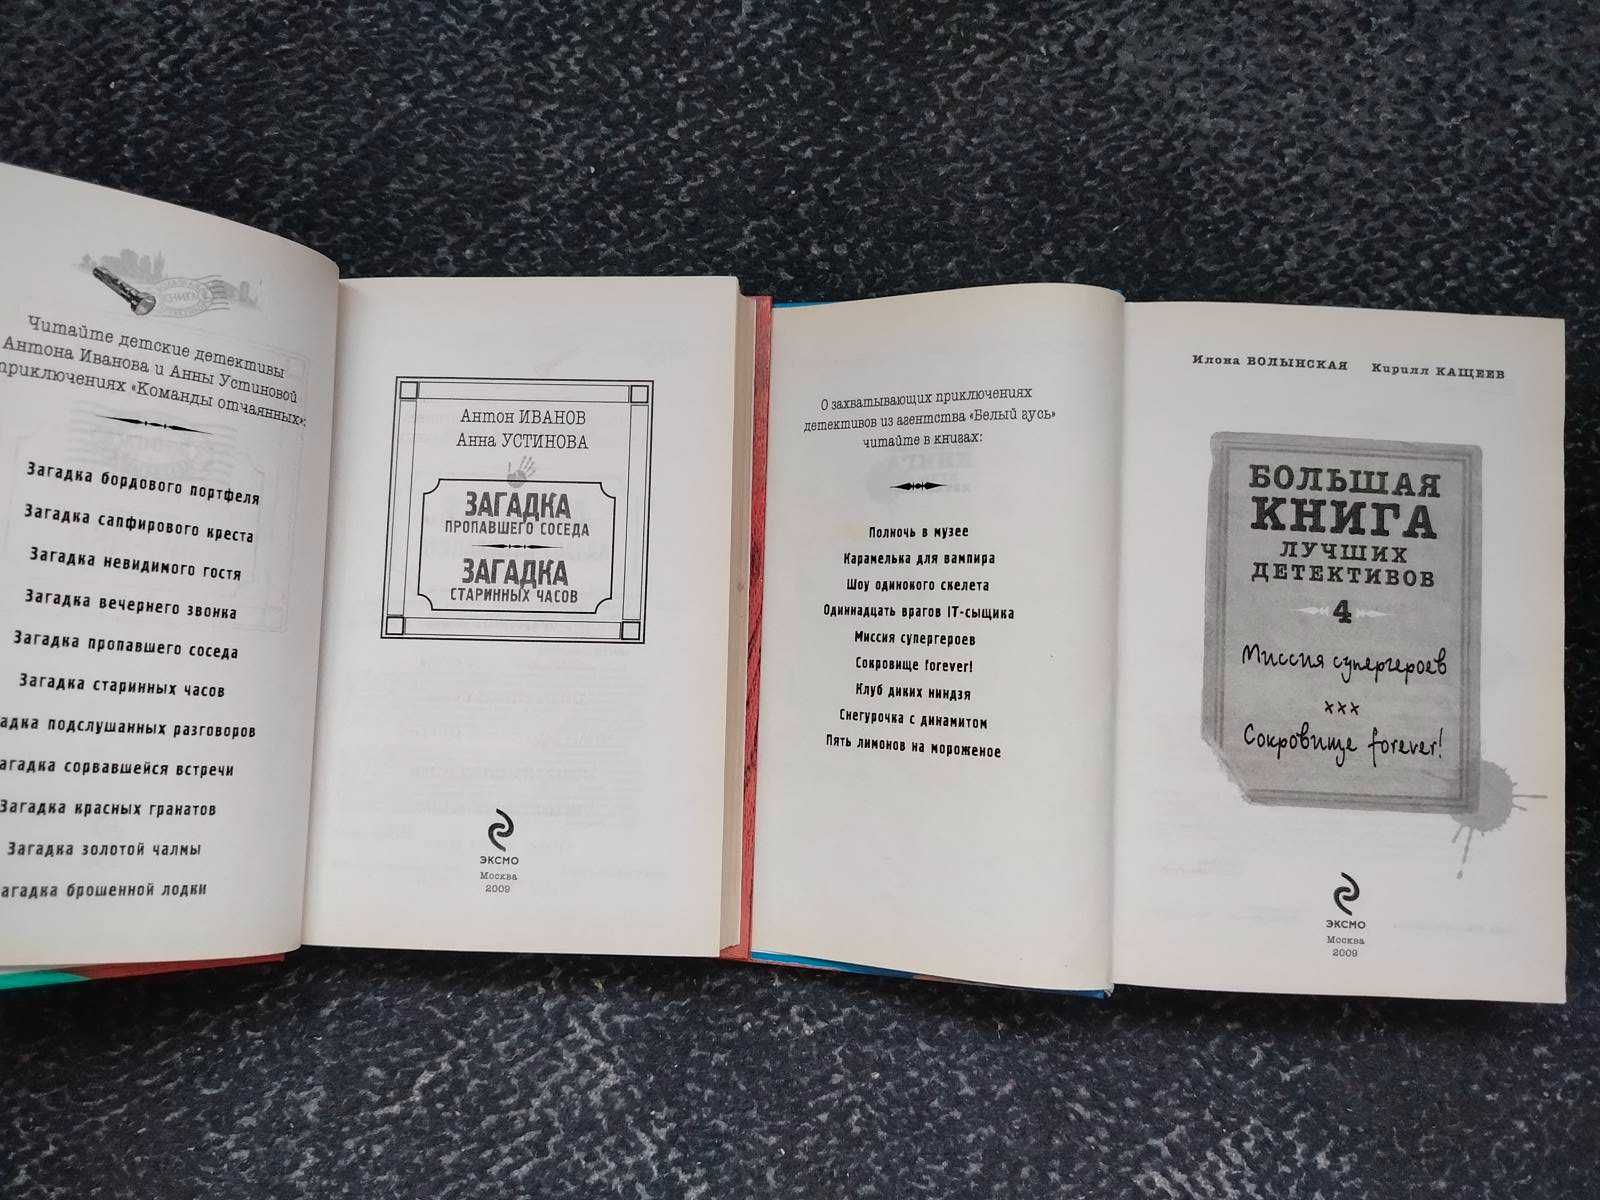 Читайте детские детективы
Антона Иванова и Анны Устиновой
приключениях «Команды отчаянных»:
Загадка бордового портфеля
Загадка сапфирового креста
Загадка невидимого гостя
Загадка вечернего звонка
Загадка пропавшего соседа
Загадка старинных часов
адка подслушанных разговоров
агадка сорвавшейся встречи
Загадка красных гранатов
Загадка золотой чалмы
агадка брошенной лодки
Антон ИВАНОВ
Анна УСТИНОВА
ЗАГАДКА
ПРОПАВШЕГО СОСЕДА
ЗАГАДКА
СТАРИННЫХ ЧАСОВ
ЭКСМО
Москва
2009
О захватывающих приключениях
детективов из агентства «Белый гусь»
читайте в книгах:
Полночь в музее
Карамелька для вампира
Шоу одинокого скелета
Одиннадцать врагов IT-сыщика
Миссия супергероев
Сокровище forever!
Клуб диких ниндзя
Снегурочка с динамитом
Пять лимонов на мороженое
Илона ВОЛЫНСКАЯ Кирилл КАЩЕЕВ
БОЛЬШАЯ
КНИГА
ЛУЧШИХ
ДЕТЕКТИВОВ
4
Миссия супергероев
xxx
Сокровище forever!
ЭКСМО
Москва
2009